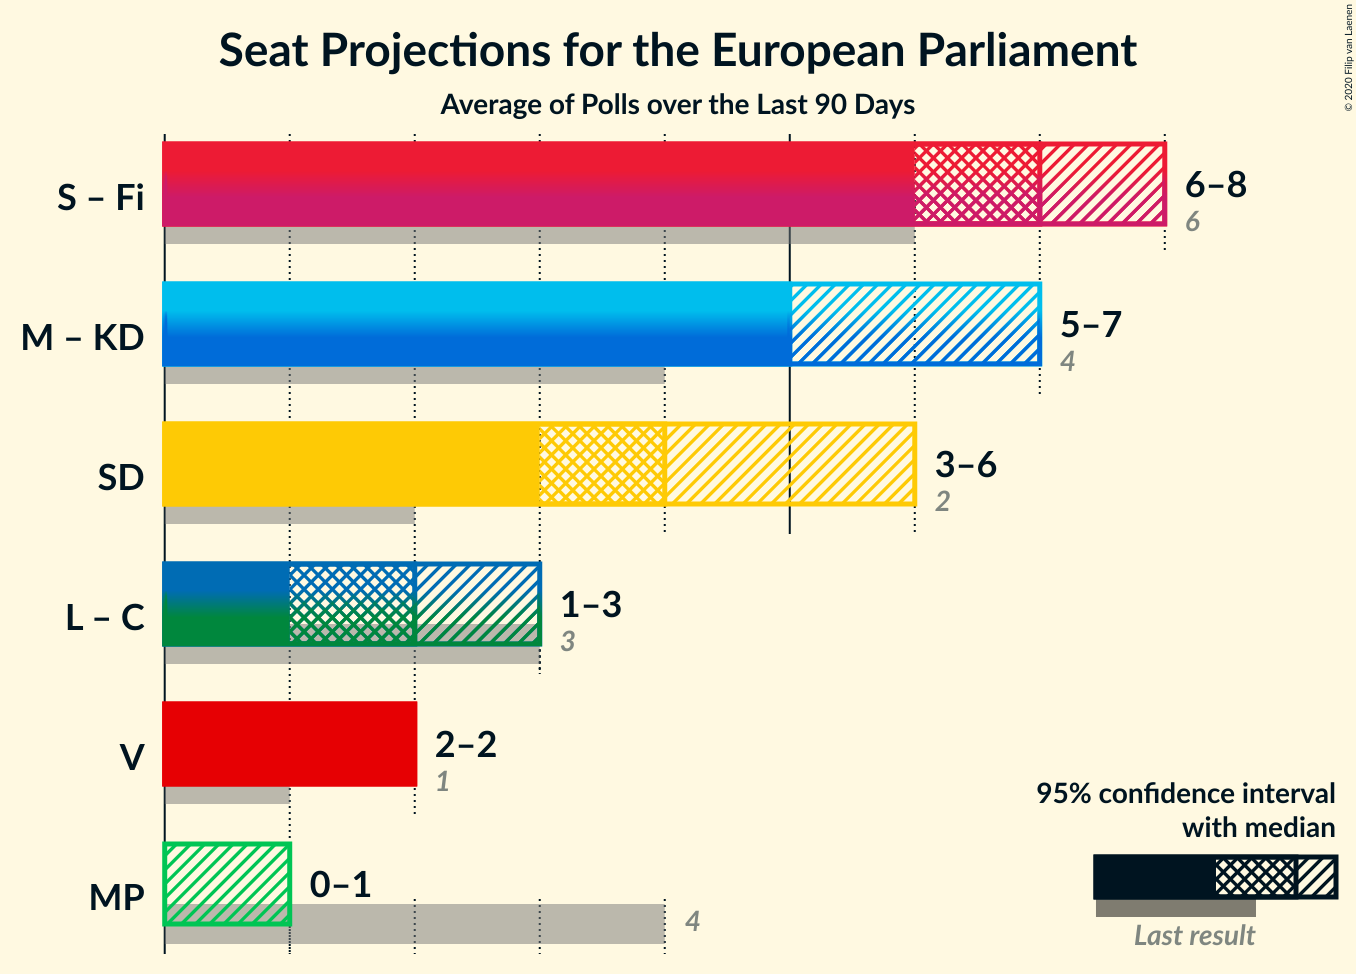 Seat Projections for the European Parliament
Average of Polls over the Last 90 Days
© 2020 Filip van Laenen
S – Fi
6–8
6
M – KD
5–7
4
SD
3–6
2
L – C
1–3
3
V
2–2
1
MP
0–1
4
95% confidence interval
with median
Last result